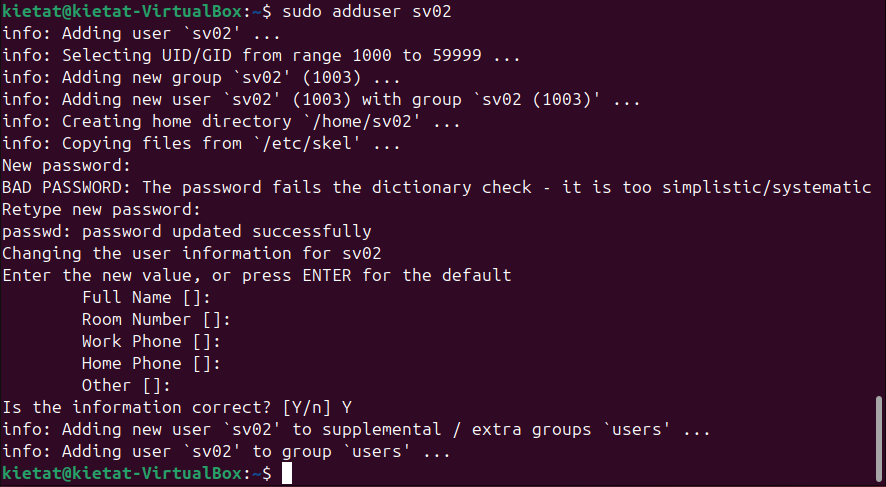 kietat@kietat-VirtualBox:~$ sudo adduser sv02
info: Adding user `sv02' ...
info: Selecting UID/GID from range 1000 to 59999 ...
info: Adding new group `sv02' (1003) ...
info: Adding new user `sv02' (1003) with group `sv02 (1003)' ...
info: Creating home directory `/home/sv02' ...
info: Copying files from `/etc/skel' ...
New password:
BAD PASSWORD: The password fails the dictionary check - it is too simplistic/systematic
Retype new password:
passwd: password updated successfully
Changing the user information for sv02
Enter the new value, or press ENTER for the default
        Full Name []:
        Room Number []:
        Work Phone []:
        Home Phone []:
        Other []:
Is the information correct? [Y/n] Y
info: Adding new user `sv02' to supplemental / extra groups `users' ...
info: Adding user `sv02' to group `users' ...
kietat@kietat-VirtualBox:~$